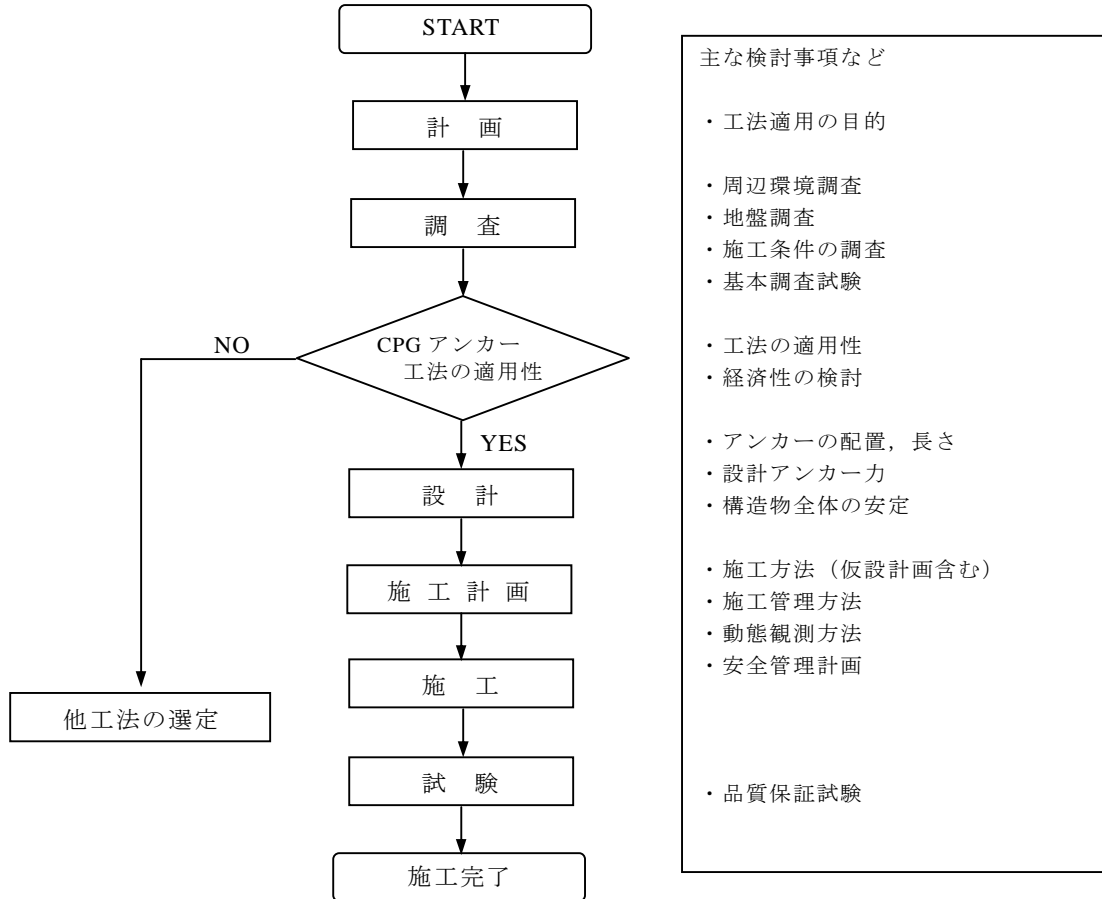 START
計 画
調 査
CPG アンカー
工法の適用性
NO
YES
設 計
施 工 計 画
施 工
他工法の選定
試 験
施工完了
主な検討事項など
・工法適用の目的
・周辺環境調査
・地盤調査
・施工条件の調査
・基本調査試験
・工法の適用性
・経済性の検討
・アンカーの配置，長さ
・設計アンカー力
・構造物全体の安定
・施工方法（仮設計画含む）
・施工管理方法
・動態観測方法
・安全管理計画
・品質保証試験